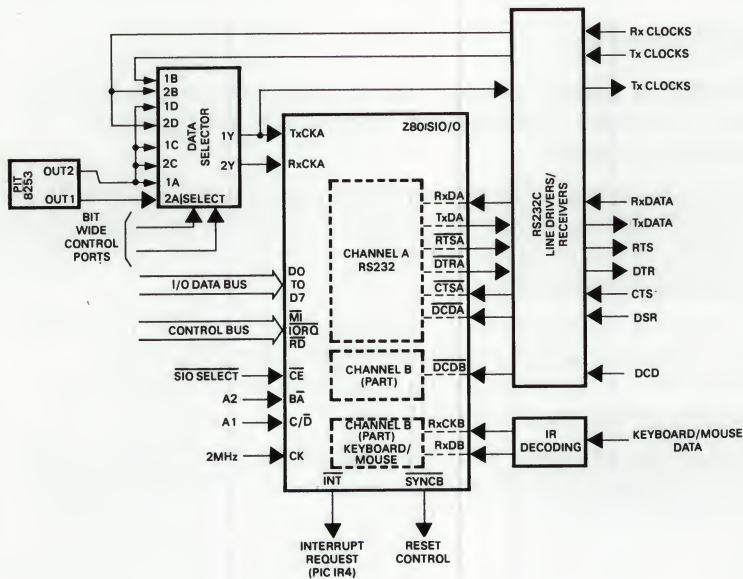 Rx CLOCKS
Tx CLOCKS
Tx CLOCKS
1B
2B
1D
2D
1C
2C
1A
2A|SELECT
DATA
SELECTOR
1Y
2Y
PIT
8253
OUT2
OUT1
BIT
WIDE
CONTROL
PORTS
TxCKA
RxCKA
Z80ISIO/0
CHANNEL A
RS232
RxDA
TxDA
RTSA
DTRA
CTSA
DCDA
RS232C
LINE DRIVERS/
RECEIVERS
RxDATA
TxDATA
RTS
DTR
CTS
DSR
I/O DATA BUS
DO
TO
D7
CONTROL BUS
MI
IORQ
RD
CHANNEL B
(PART)
DCDB
DCD
SIO SELECT
CE
A2
BA
A1
C/D
2MHz
CK
CHANNEL B
(PART)
KEYBOARD/
MOUSE
RxCKB
RxDB
IR
DECODING
KEYBOARD/MOUSE
DATA
INT
SYNCB
INTERRUPT
REQUEST
(PIC IR4)
RESET
CONTROL